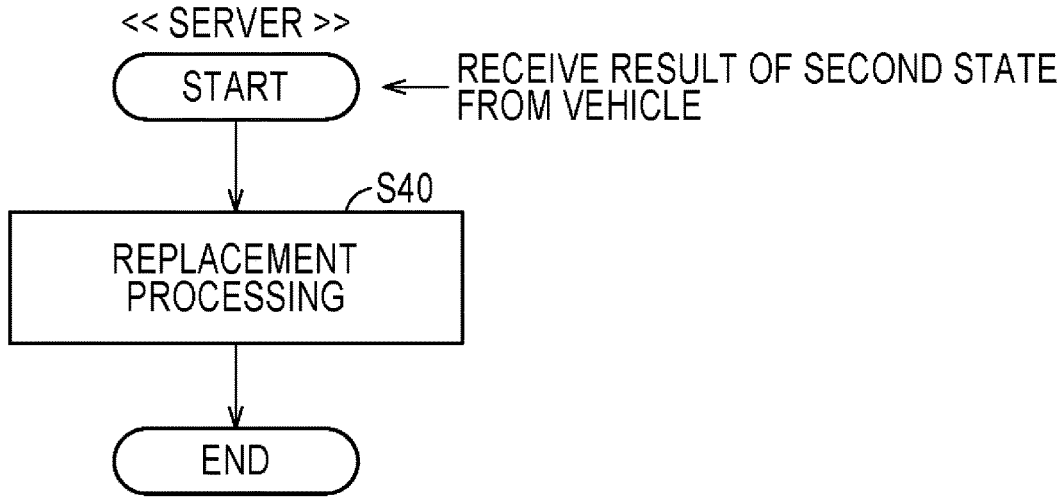 << SERVER >>
START
RECEIVE RESULT OF SECOND STATE
FROM VEHICLE
S40
REPLACEMENT
PROCESSING
END